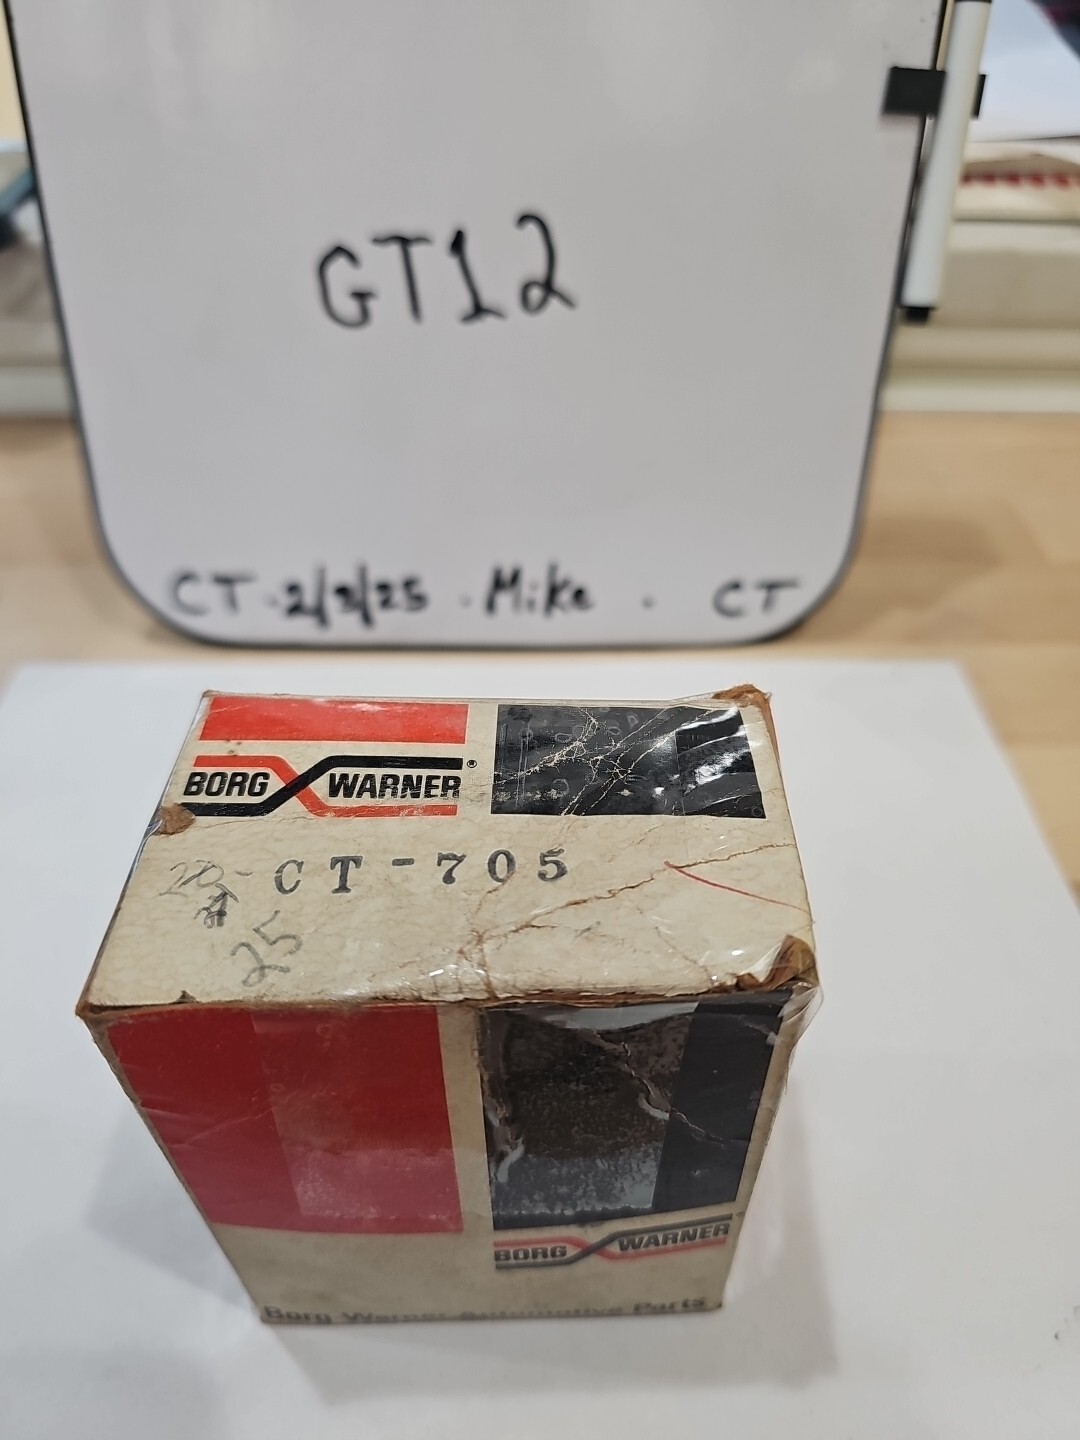 GT12
CT · 2/3/25 · Mike · CT
BORG WARNER®
CT-705
25
BORG WARNER
Borg-Warner Automotive Parts